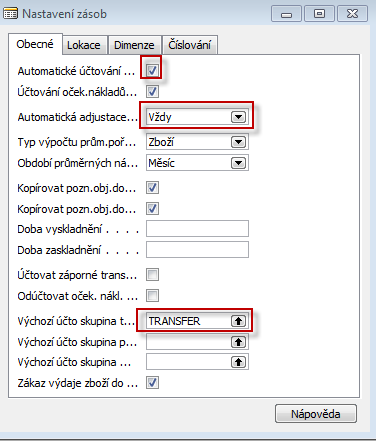 Nastavení zásob
Obecné Lokace Dimenze Číslování
Automatické účtování ...
Účtování oček.nákladů...
Automatická adjustace... Vždy
Typ výpočtu prům.poř... Zboží
Období průměrných ná... Měsíc
Kopírovat pozn.obj.do...
Kopírovat pozn.obj.do...
Doba vyskladnění . . . .
Doba zaskladnění . . . .
Účtovat záporné trans...
Odúčtovat oček. nákl. ...
Výchozí účto skupina t... TRANSFER
Výchozí účto skupina p...
Výchozí účto skupina ...
Zákaz výdaje zboží do ...
Nápověda